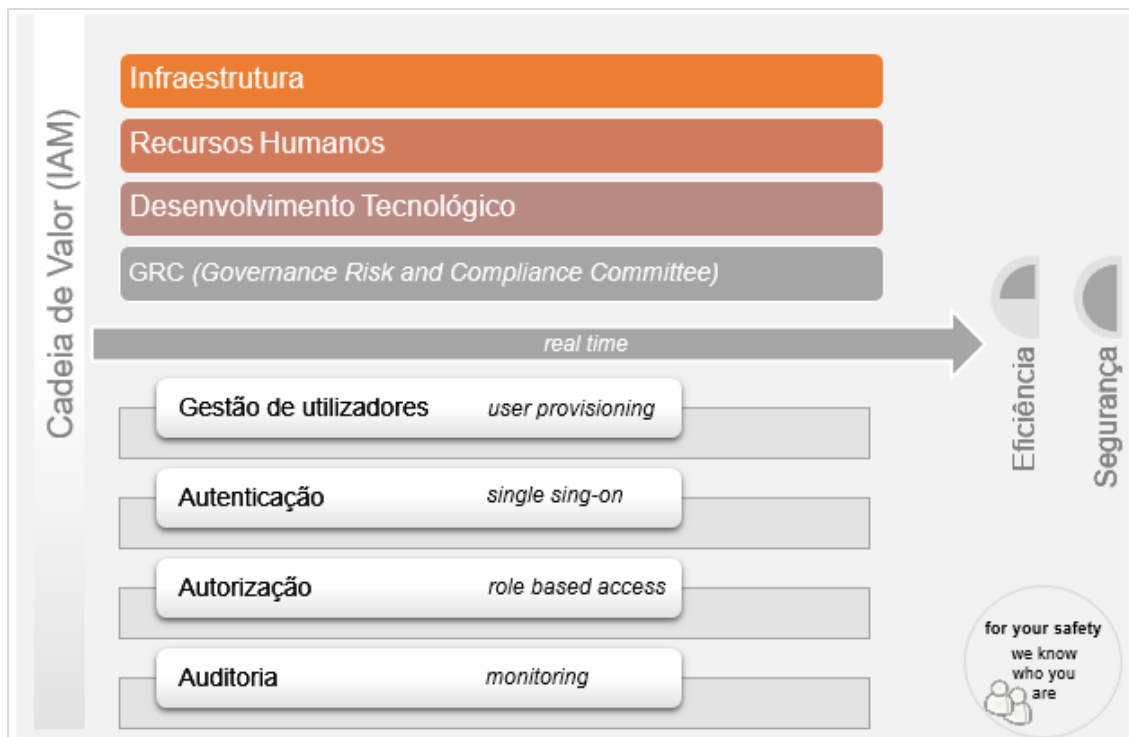 Cadeia de Valor (IAM)
Infraestrutura
Recursos Humanos
Desenvolvimento Tecnológico
GRC (Governance Risk and Compliance Committee)
real time
Gestão de utilizadores user provisioning
Autenticação single sing-on
Autorização role based access
Auditoria monitoring
Eficiência
Segurança
for your safety
we know
who you
are